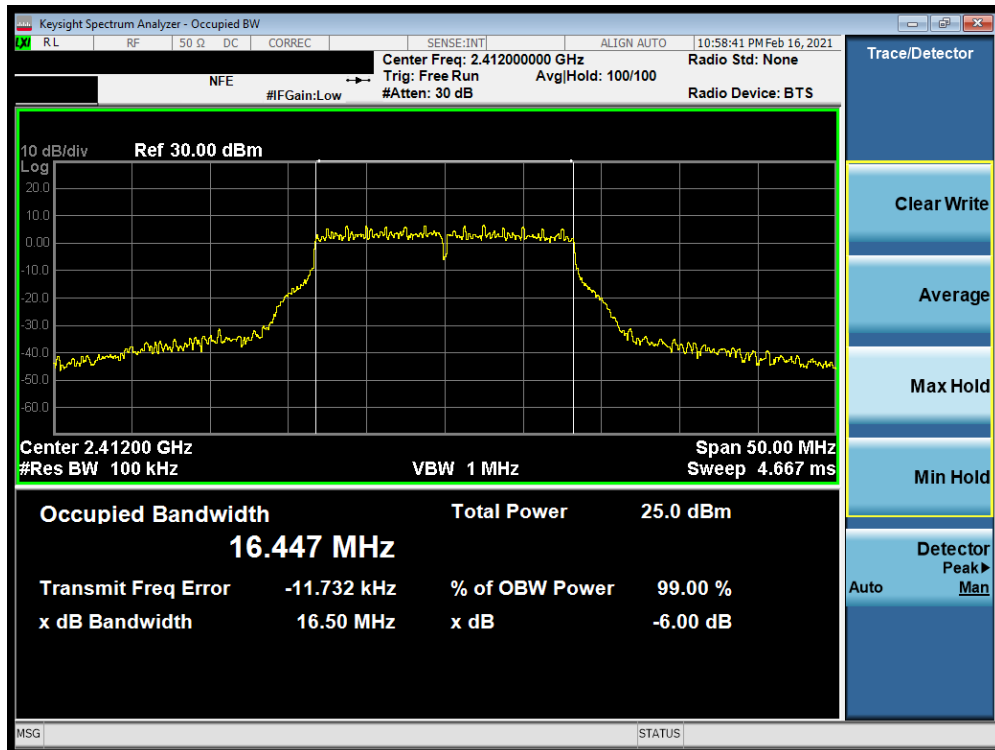 Keysight Spectrum Analyzer - Occupied BW
LXI RL RF 50 Ω DC CORREC SENSE:INT ALIGN AUTO 10:58:41 PM Feb 16, 2021
Center Freq: 2.412000000 GHz Radio Std: None
NFE Trig: Free Run Avg|Hold: 100/100
#IFGain:Low #Atten: 30 dB Radio Device: BTS
10 dB/div Ref 30.00 dBm
Log
20.0
10.0
0.00
-10.0
-20.0
-30.0
-40.0
-50.0
-60.0
Center 2.41200 GHz Span 50.00 MHz
#Res BW 100 kHz VBW 1 MHz Sweep 4.667 ms
Occupied Bandwidth Total Power 25.0 dBm
16.447 MHz
Transmit Freq Error -11.732 kHz % of OBW Power 99.00 %
x dB Bandwidth 16.50 MHz x dB -6.00 dB
MSG STATUS
Trace/Detector
Clear Write
Average
Max Hold
Min Hold
Detector
Peak▶
Auto Man